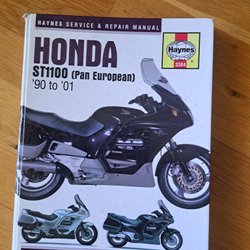 HAYNES SERVICE & REPAIR MANUAL
HONDA
ST1100 (Pan European)
'90 to '01
Haynes
3384